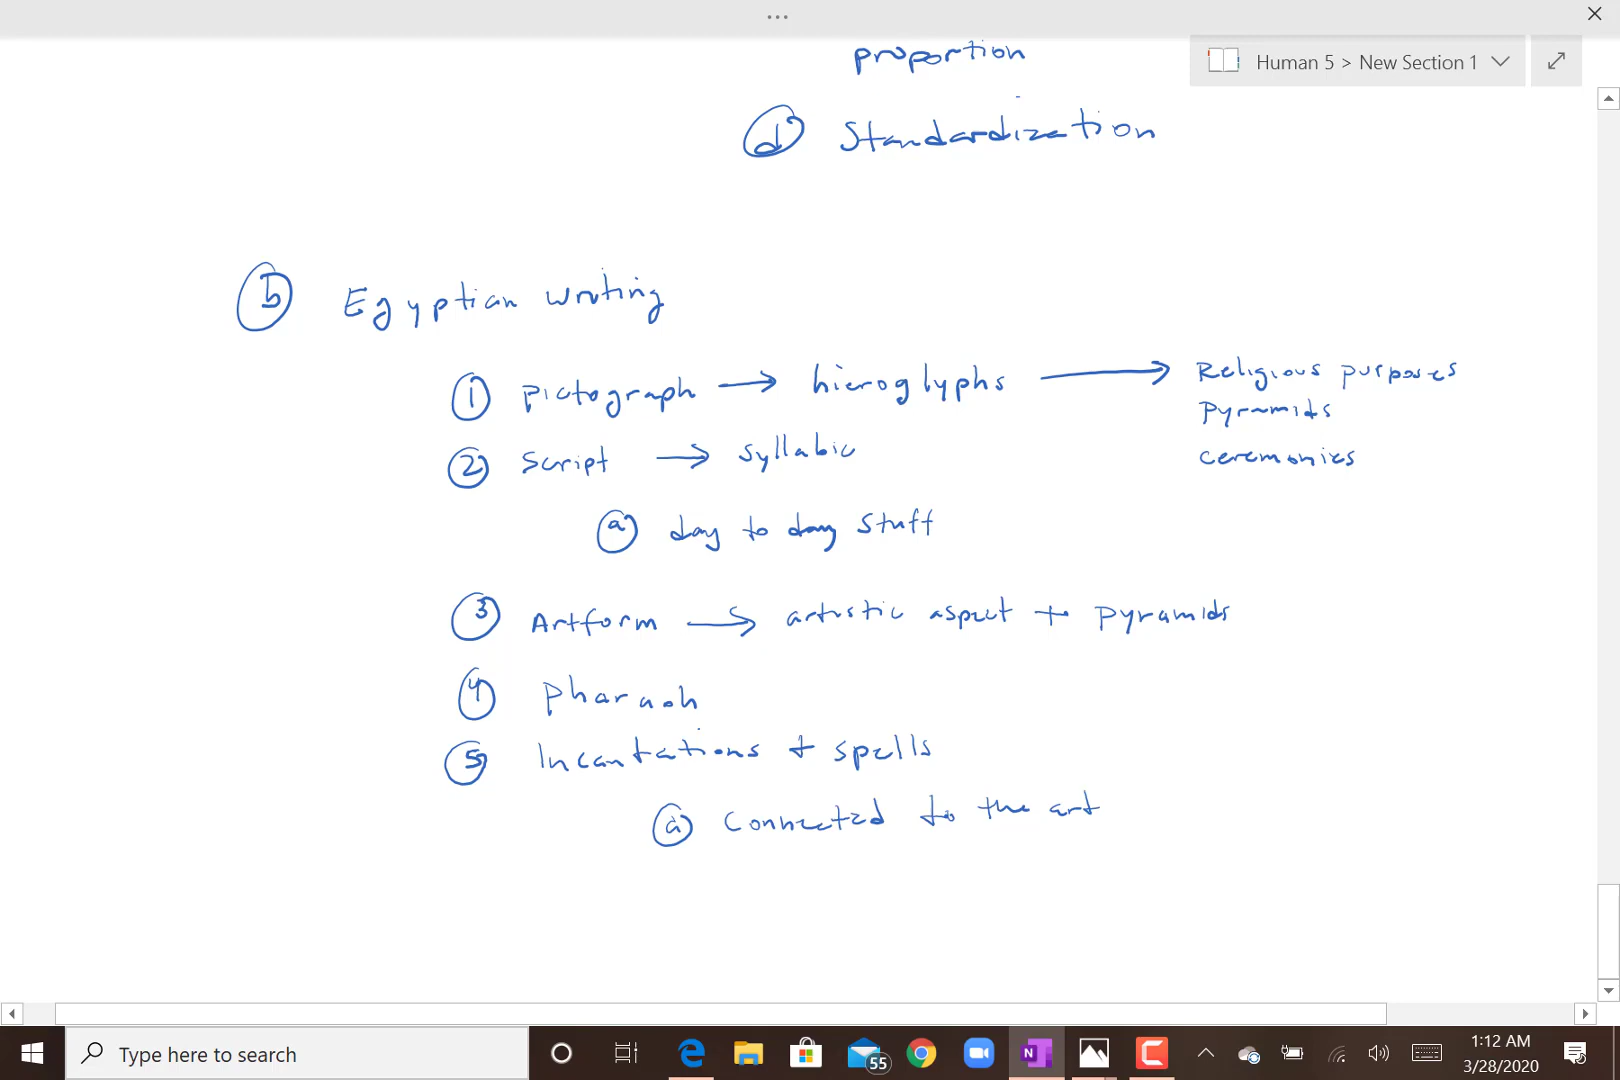 proportion
Human 5 > New Section 1
d Standardization
b Egyptian writing
1 Pictograph → hieroglyphs → Religious purposes
Pyramids
2 Script → syllabic
ceremonies
a day to day stuff
3 Artform → artistic aspect + pyramids
4 Pharaoh
5 Incantations + spells
a Connected to the art
Type here to search
55
1:12 AM
3/28/2020